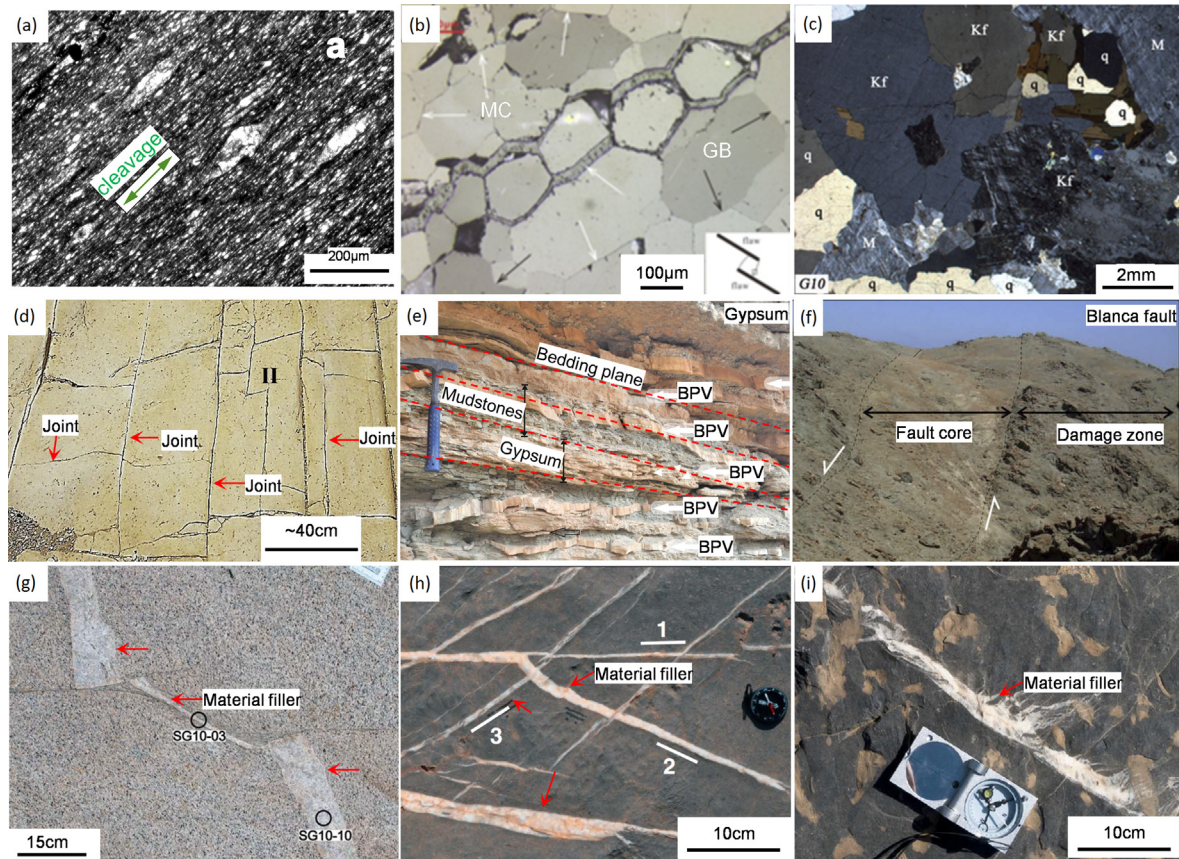 (a)
a
cleavage
200μm
(b)
MC
GB
flaw
flaw
100μm
(c)
Kf
Kf
M
q
Kf
q
q
q
q
Kf
q
M
q
q
q
G10
2mm
(d)
II
Joint
Joint
Joint
Joint
~40cm
(e)
Gypsum
Bedding plane
BPV
Mudstones
BPV
Gypsum
BPV
BPV
BPV
(f)
Blanca fault
Fault core
Damage zone
(g)
Material filler
SG10-03
SG10-10
15cm
(h)
1
Material filler
3
2
10cm
(i)
Material filler
10cm